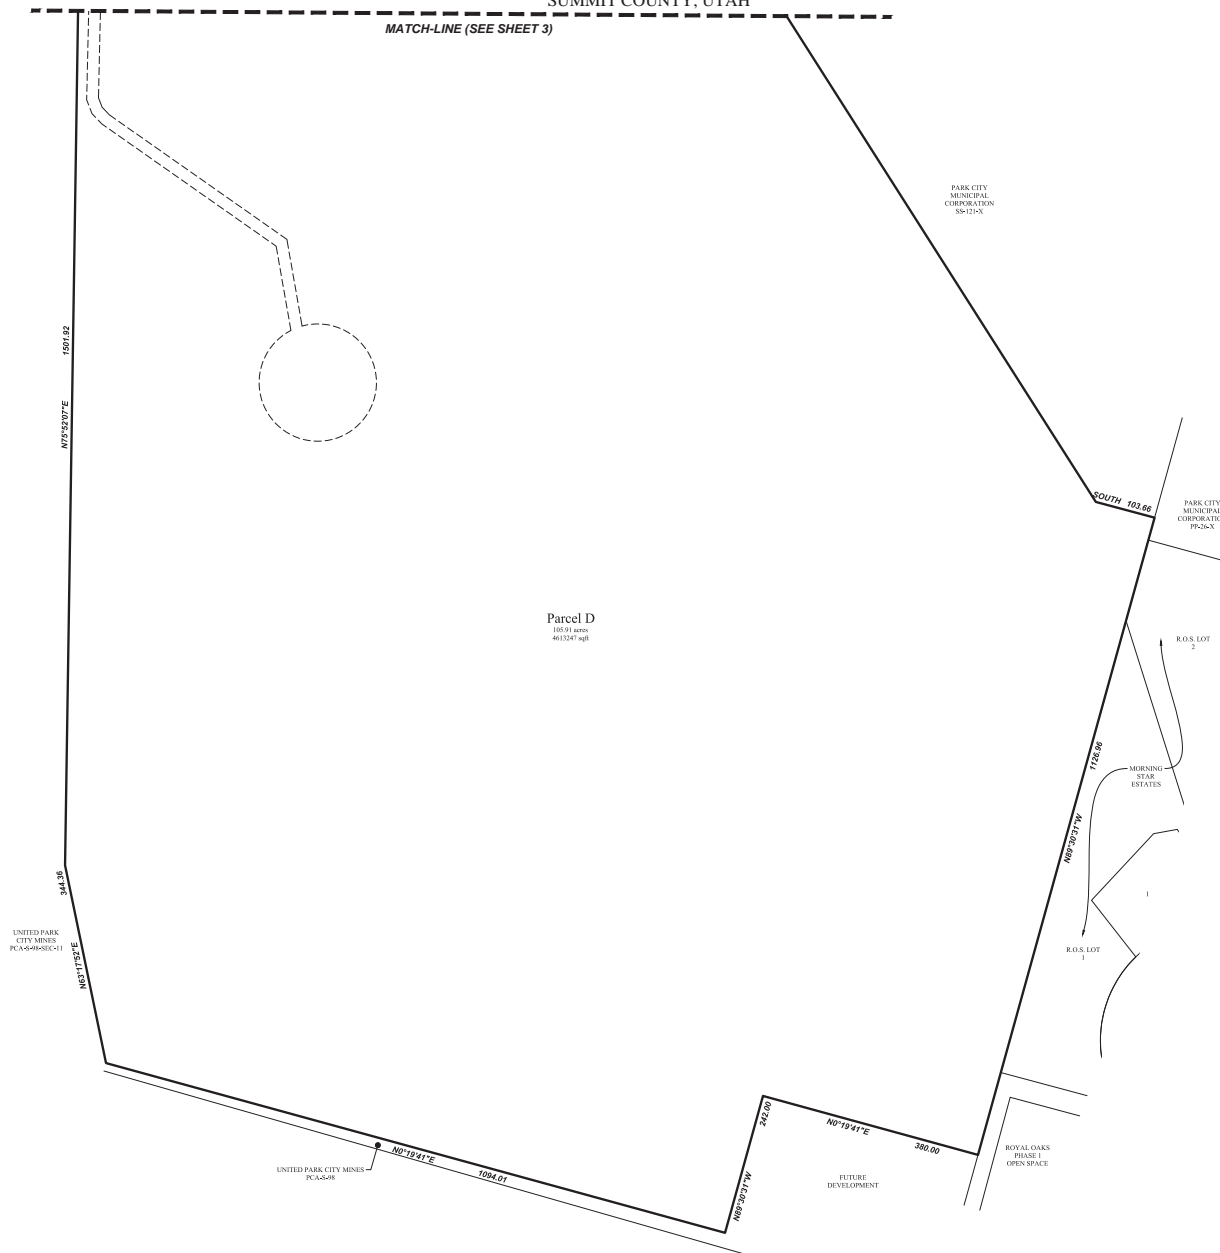 SUMMIT COUNTY, UTAH
MATCH-LINE (SEE SHEET 3)
PARK CITY
MUNICIPAL
CORPORATION
SS-121-X
1501.92
N75°52'07"E
SOUTH 103.66
PARK CITY
MUNICIPAL
PP-26-X
Parcel D
105.91 acres
4613247 sqft
R.O.S. LOT
2
1126.96
N89°30'31"W
MORNING
STAR
ESTATES
1
R.O.S. LOT
1
344.36
N63°17'52"E
UNITED PARK
CITY MINES
PCA-S-98-SEC-11
UNITED PARK CITY MINES
PCA-S-98
N0°19'41"E
1094.01
242.00
N89°30'31"W
N0°19'41"E
380.00
FUTURE
DEVELOPMENT
ROYAL OAKS
PHASE 1
OPEN SPACE